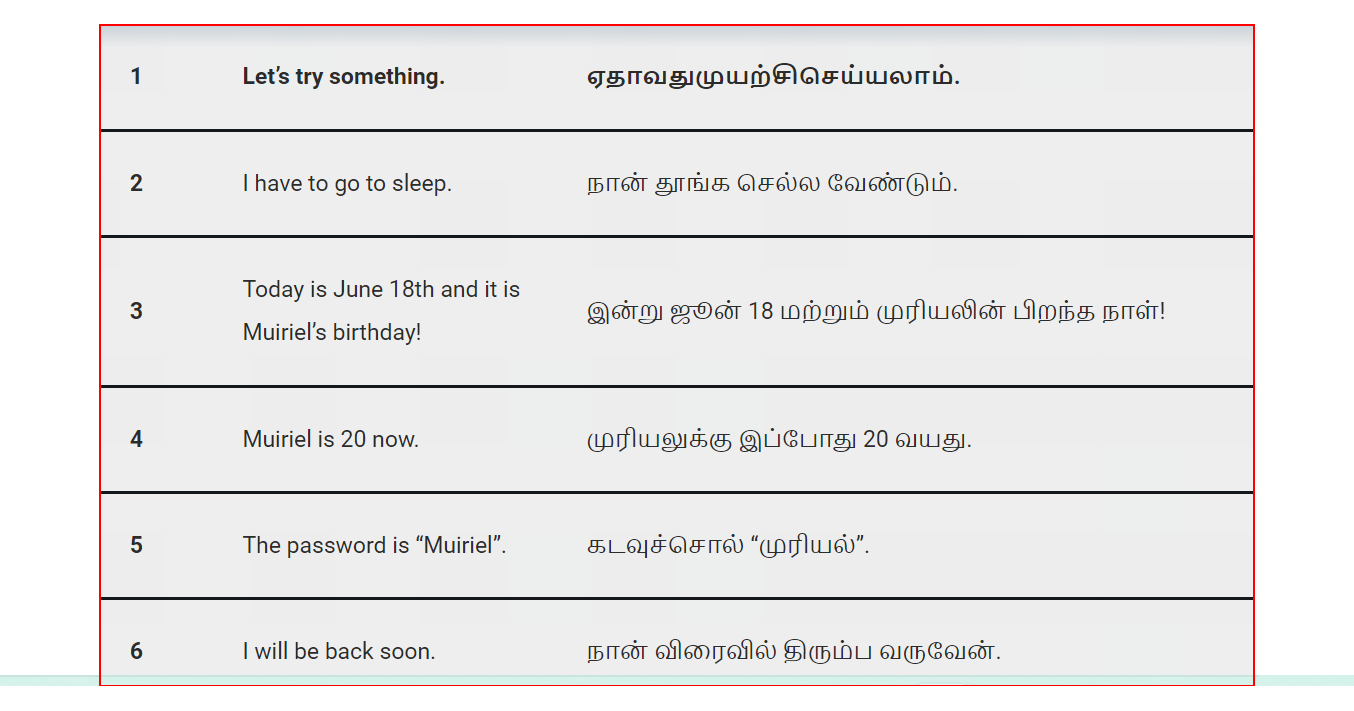 1 Let’s try something. ஏதாவதுமுயற்சிசெய்யலாம்.
2 I have to go to sleep. நான் தூங்க செல்ல வேண்டும்.
3 Today is June 18th and it is
Muiriel’s birthday! இன்று ஜூன் 18 மற்றும் முரியலின் பிறந்த நாள்!
4 Muiriel is 20 now. முரியலுக்கு இப்போது 20 வயது.
5 The password is “Muiriel”. கடவுச்சொல் “முரியல்”.
6 I will be back soon. நான் விரைவில் திரும்ப வருவேன்.